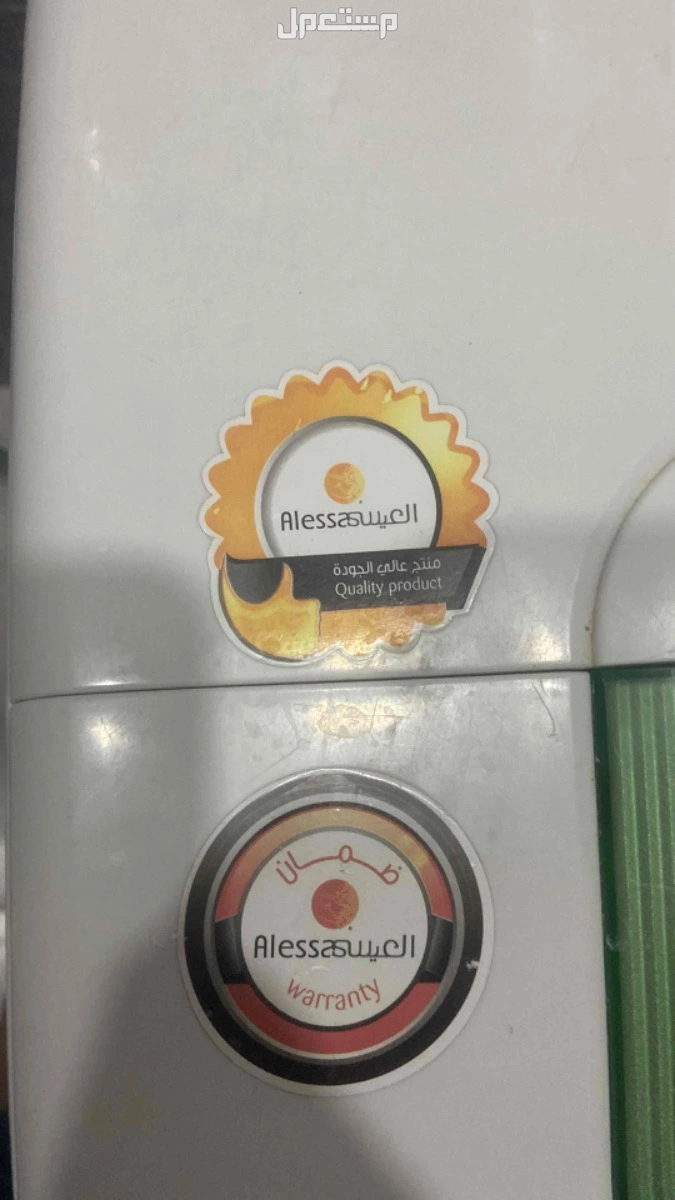 مستعمل
Alessa العيسى
منتج عالي الجودة
Quality product
ضمان
Alessa العيسى
warranty